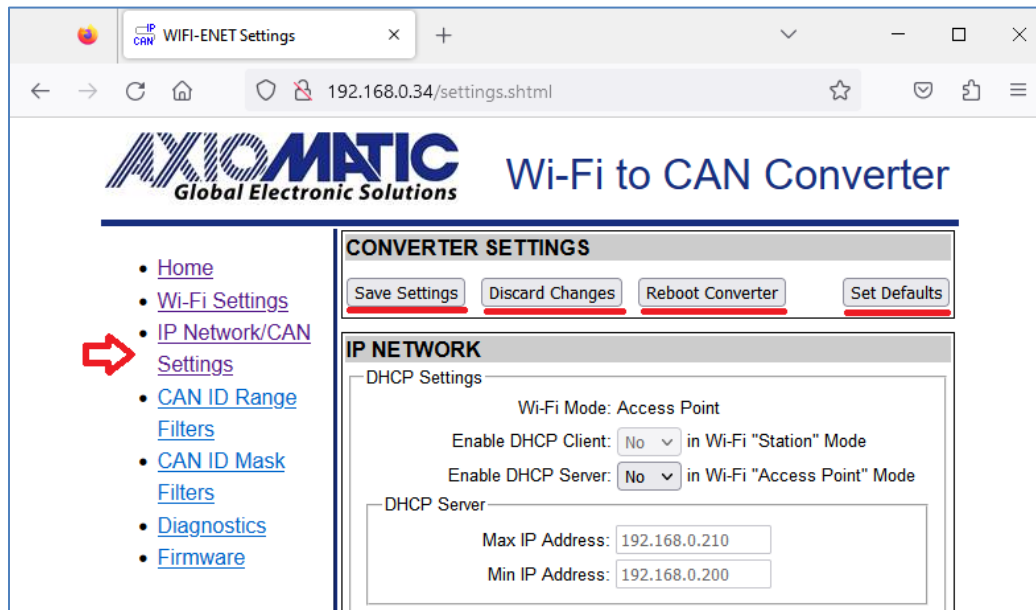 IP
CAN
WIFI-ENET Settings
192.168.0.34/settings.shtml
AXIOMATIC
Global Electronic Solutions
Wi-Fi to CAN Converter
• Home
• Wi-Fi Settings
• IP Network/CAN
Settings
• CAN ID Range
Filters
• CAN ID Mask
Filters
• Diagnostics
• Firmware
CONVERTER SETTINGS
Save Settings Discard Changes Reboot Converter Set Defaults
IP NETWORK
DHCP Settings
Wi-Fi Mode: Access Point
Enable DHCP Client: No in Wi-Fi "Station" Mode
Enable DHCP Server: No in Wi-Fi "Access Point" Mode
DHCP Server
Max IP Address: 192.168.0.210
Min IP Address: 192.168.0.200